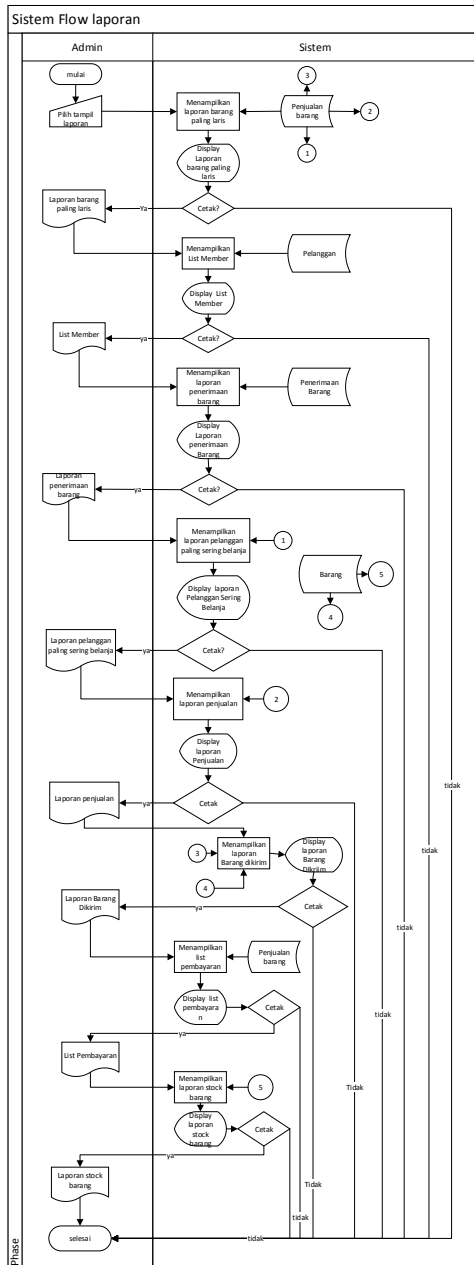 Sistem Flow laporan
Admin
Sistem
mulai
Pilih tampil
laporan
Menampilkan
laporan barang
paling laris
Penjualan
barang
3
2
1
Display
Laporan
barang paling
laris
Laporan barang
paling laris
Ya
Cetak?
Menampilkan
List Member
Pelanggan
Display List
Member
List Member
ya
Cetak?
Menampilkan
laporan
penerimaan
barang
Penerimaan
Barang
Display
Laporan
penerimaan
Barang
Laporan
penerimaan
barang
ya
Cetak?
Menampilkan
laporan pelanggan
paling sering belanja
1
Barang
5
4
Display laporan
Pelanggan Sering
Belanja
Laporan pelanggan
paling sering belanja
ya
Cetak?
Menampilkan
laporan penjualan
2
Display
laporan
Penjualan
tidak
Laporan penjualan
ya
Cetak
3
Menampilkan
laporan
Barang dikirim
Display
laporan
Barang
Dikriim
tidak
4
Laporan Barang
Dikirim
ya
Cetak
tidak
Menampilkan
list
pembayaran
Penjualan
barang
Display list
pembayara
n
Cetak
ya
List Pembayaran
tidak
Menampilkan
laporan stock
barang
5
Tidak
Display
laporan
stock
barang
Cetak
ya
Laporan stock
barang
Tidak
tidak
selesai
tidak
Phase